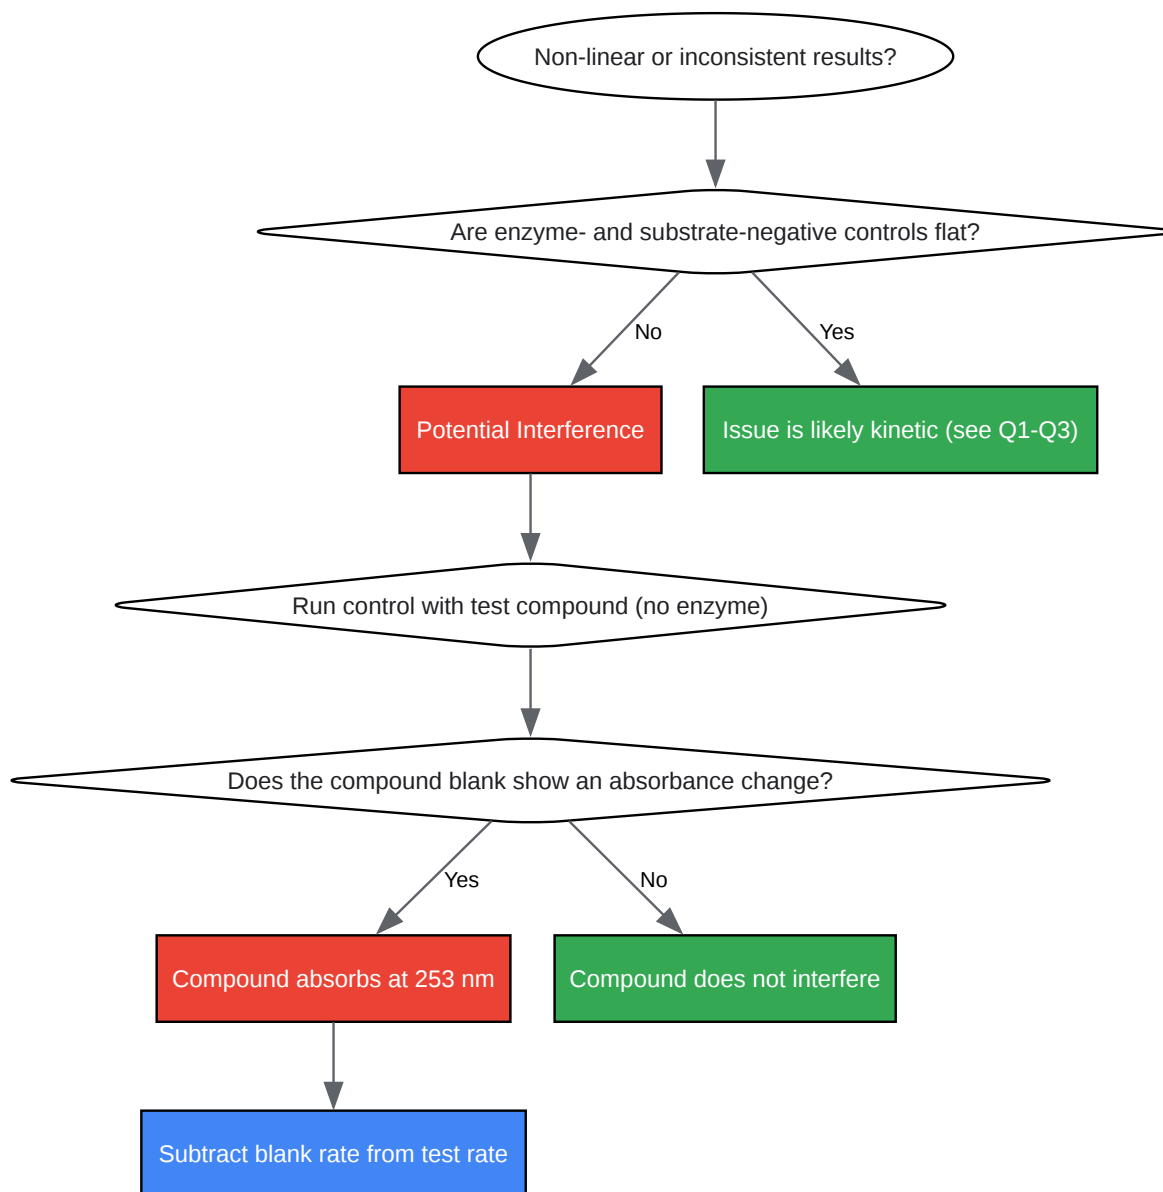 Non-linear or inconsistent results?
Are enzyme- and substrate-negative controls flat?
No
Yes
Potential Interference
Issue is likely kinetic (see Q1-Q3)
Run control with test compound (no enzyme)
Does the compound blank show an absorbance change?
Yes
No
Compound absorbs at 253 nm
Compound does not interfere
Subtract blank rate from test rate